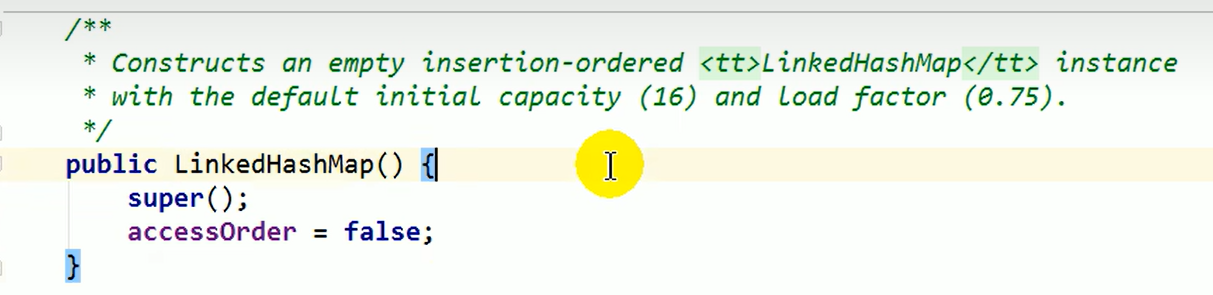 /**
 * Constructs an empty insertion-ordered <tt>LinkedHashMap</tt> instance
 * with the default initial capacity (16) and load factor (0.75).
 */
public LinkedHashMap() {
    super();
    accessOrder = false;
}